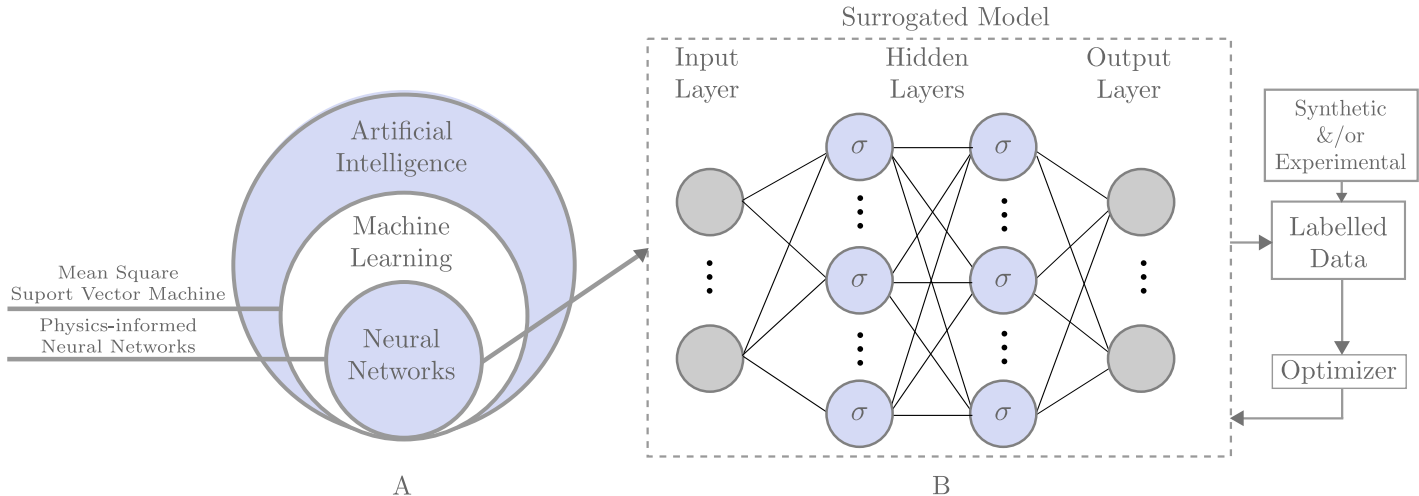 Surrogated Model
Input
Layer
Hidden
Layers
Output
Layer
Artificial
Intelligence
Machine
Learning
Neural
Networks
Mean Square
Suport Vector Machine
Physics-informed
Neural Networks
σ
σ
σ
σ
σ
σ
Synthetic
&/or
Experimental
Labelled
Data
Optimizer
A
B